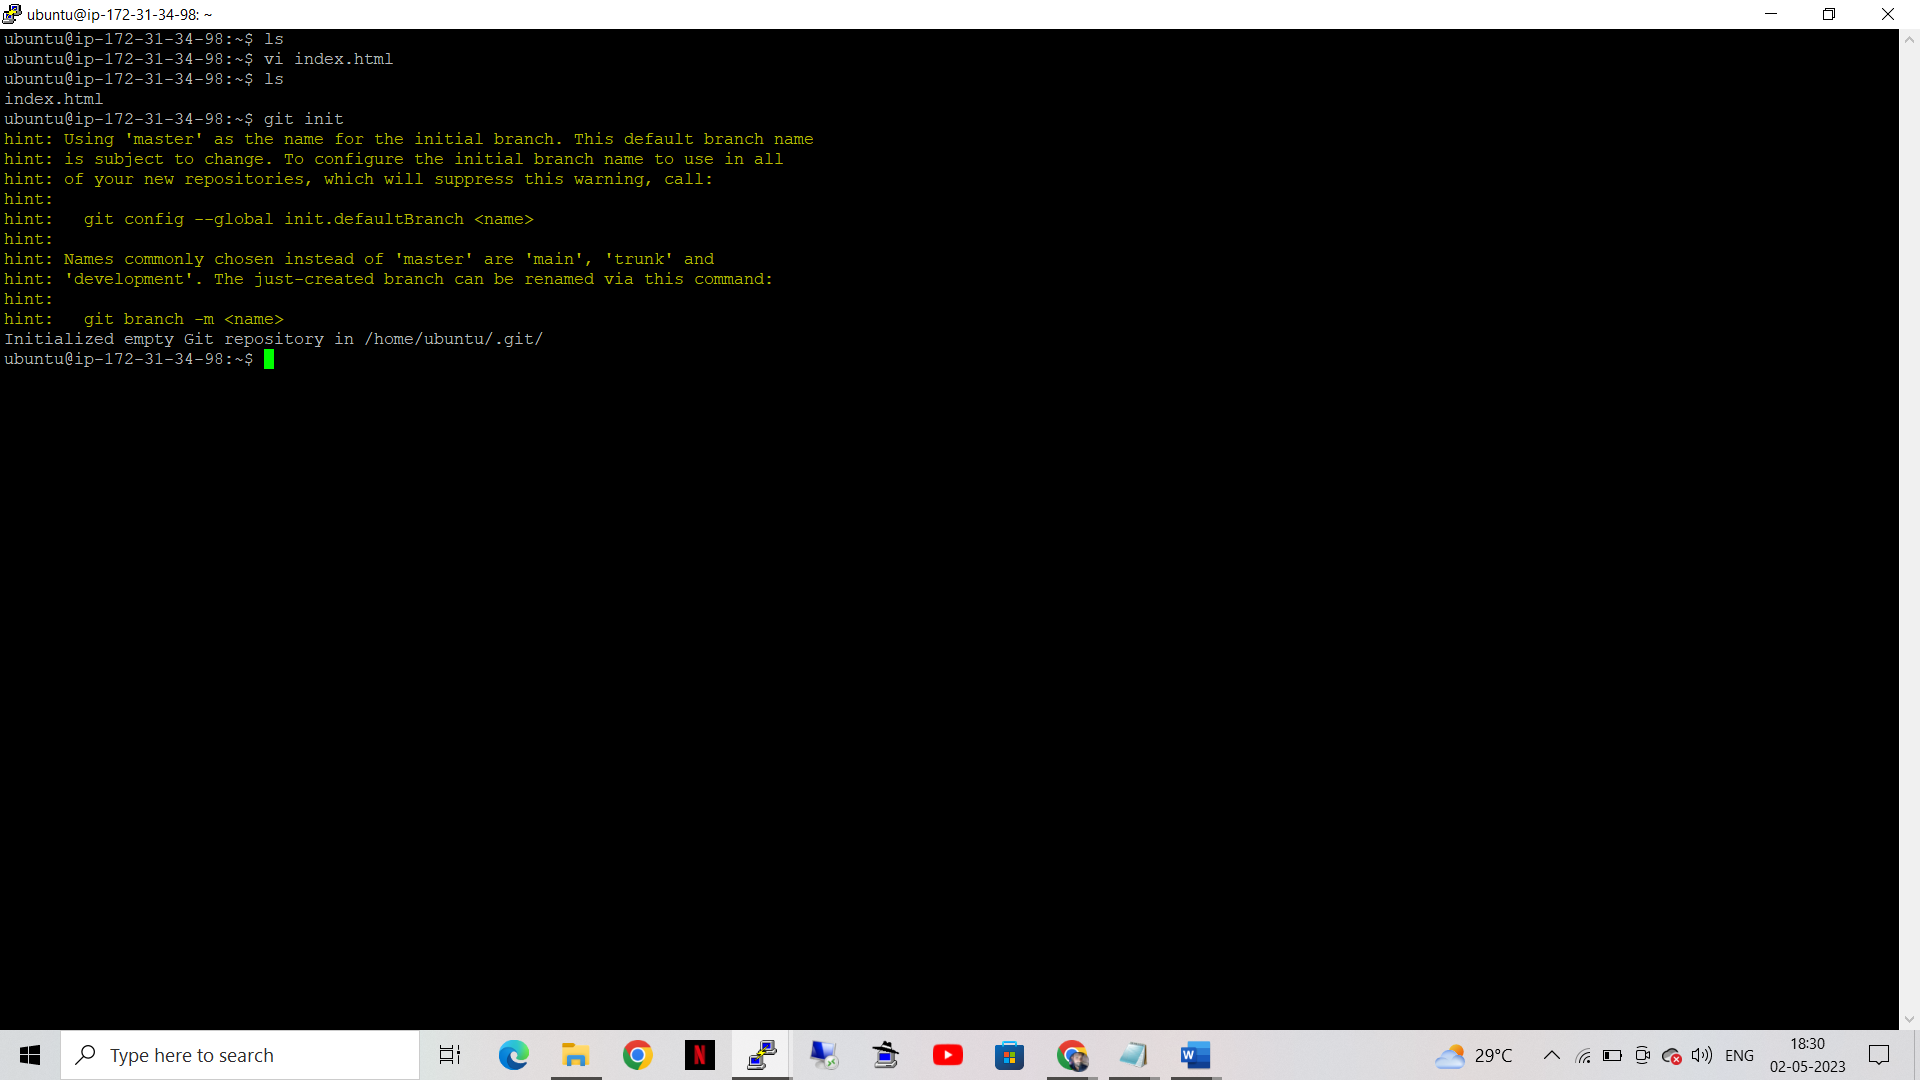 ubuntu@ip-172-31-34-98: ~
ubuntu@ip-172-31-34-98:~$ ls
ubuntu@ip-172-31-34-98:~$ vi index.html
ubuntu@ip-172-31-34-98:~$ ls
index.html
ubuntu@ip-172-31-34-98:~$ git init
hint: Using 'master' as the name for the initial branch. This default branch name
hint: is subject to change. To configure the initial branch name to use in all
hint: of your new repositories, which will suppress this warning, call:
hint:
hint:   git config --global init.defaultBranch <name>
hint:
hint: Names commonly chosen instead of 'master' are 'main', 'trunk' and
hint: 'development'. The just-created branch can be renamed via this command:
hint:
hint:   git branch -m <name>
Initialized empty Git repository in /home/ubuntu/.git/
ubuntu@ip-172-31-34-98:~$
Type here to search
N
W
29°C
ENG
18:30
02-05-2023